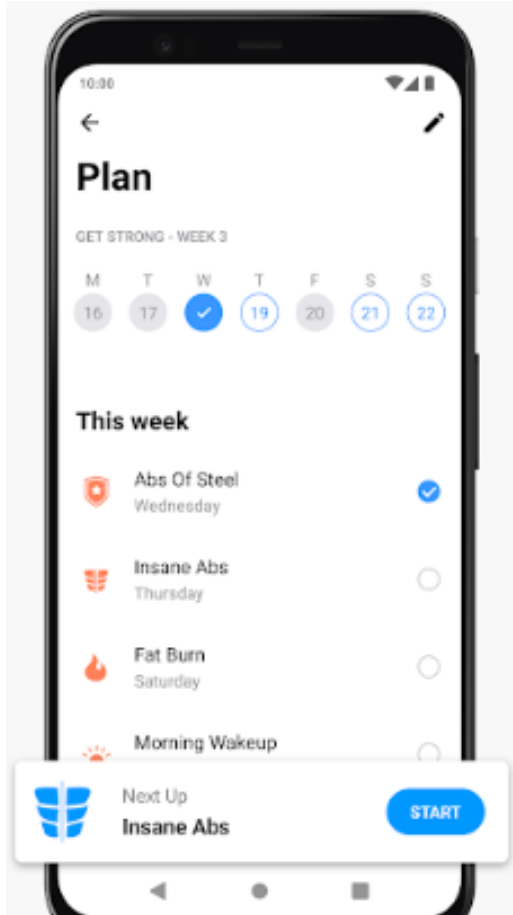 10:00
Plan
GET STRONG - WEEK 3
M T W T F S S
16 17 19 20 21 22
This week
Abs Of Steel
Wednesday
Insane Abs
Thursday
Fat Burn
Saturday
Morning Wakeup
Next Up
Insane Abs
START